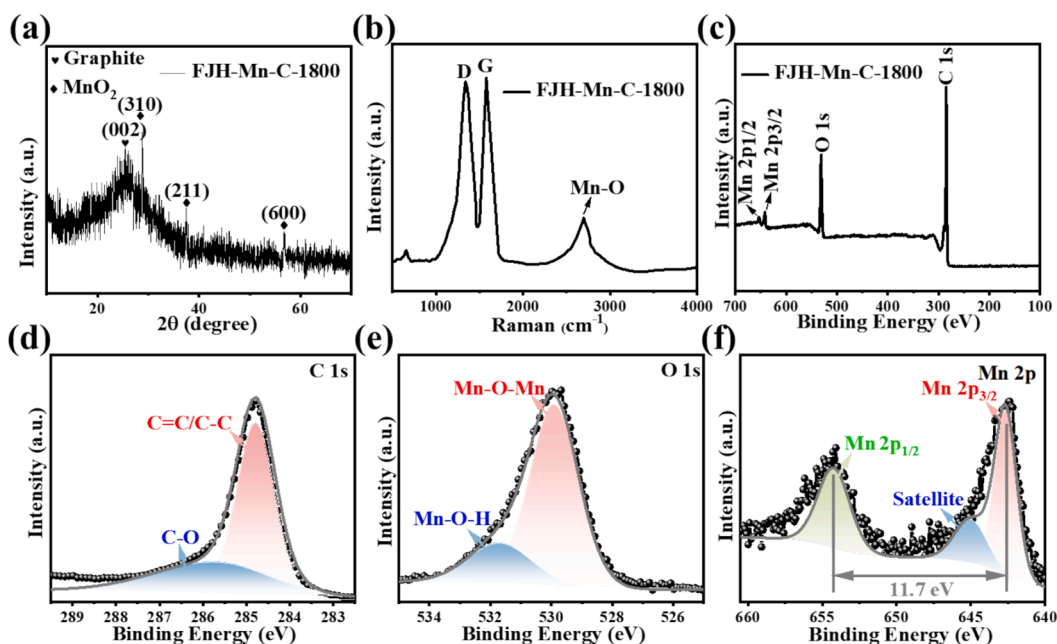 (a)
♥ Graphite
♦ MnO₂
FJH-Mn-C-1800
(310)
(002)
(211)
(600)
Intensity (a.u.)
20
40
60
2θ (degree)
(b)
D
G
FJH-Mn-C-1800
Mn-O
Intensity (a.u.)
1000
2000
3000
4000
Raman (cm⁻¹)
(c)
FJH-Mn-C-1800
C 1s
O 1s
Mn 2p1/2
Mn 2p3/2
Intensity (a.u.)
700
600
500
400
300
200
100
Binding Energy (eV)
(d)
C 1s
C=C/C-C
C-O
Intensity (a.u.)
289
288
287
286
285
284
283
Binding Energy (eV)
(e)
O 1s
Mn-O-Mn
Mn-O-H
Intensity (a.u.)
534
532
530
528
526
Binding Energy (eV)
(f)
Mn 2p
Mn 2p₃/₂
Mn 2p₁/₂
Satellite
11.7 eV
Intensity (a.u.)
660
656
652
648
644
640
Binding Energy (eV)